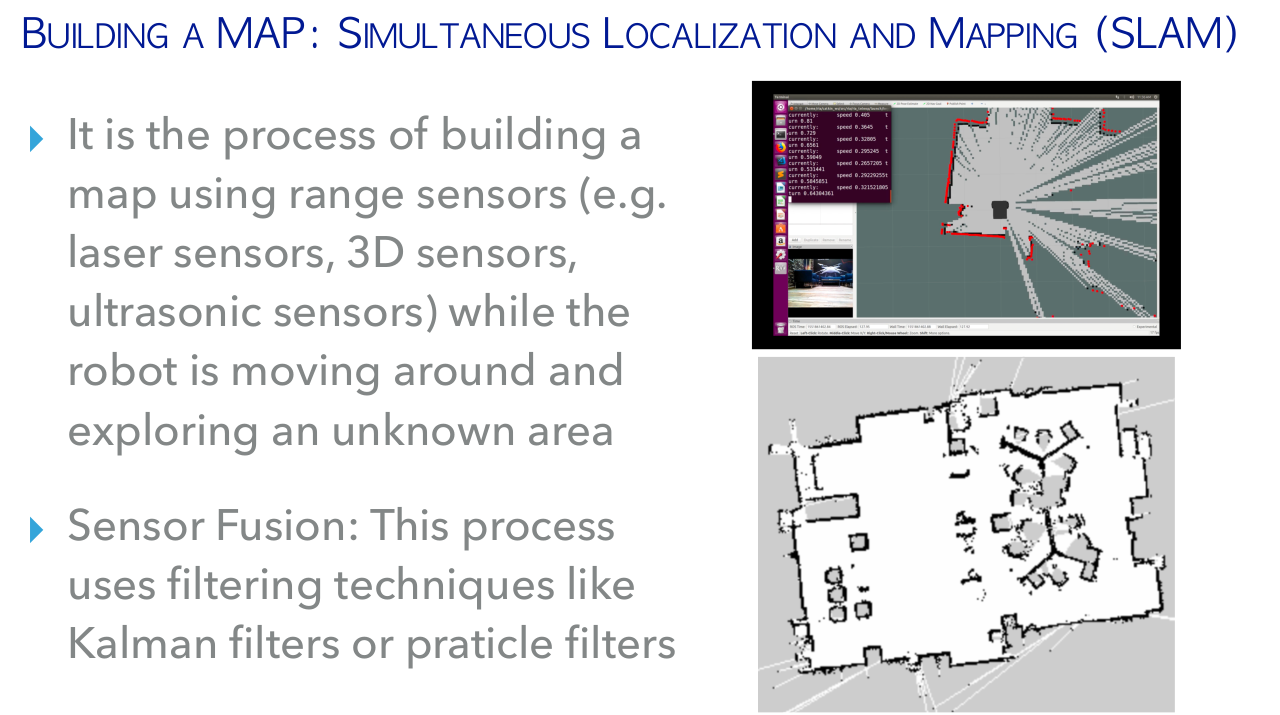 BUILDING A MAP: SIMULTANEOUS LOCALIZATION AND MAPPING (SLAM)
It is the process of building a
map using range sensors (e.g.
laser sensors, 3D sensors,
ultrasonic sensors) while the
robot is moving around and
exploring an unknown area
Sensor Fusion: This process
uses filtering techniques like
Kalman filters or praticle filters
currently: speed 0.405 t
urn 0.81
currently: speed 0.3645 t
urn 0.729
currently: speed 0.32805 t
urn 0.6561
currently: speed 0.295245 t
urn 0.59049
currently: speed 0.2657205 t
urn 0.531441
currently: speed 0.29229255t
urn 0.5845851
currently: speed 0.321521805
turn 0.64304361